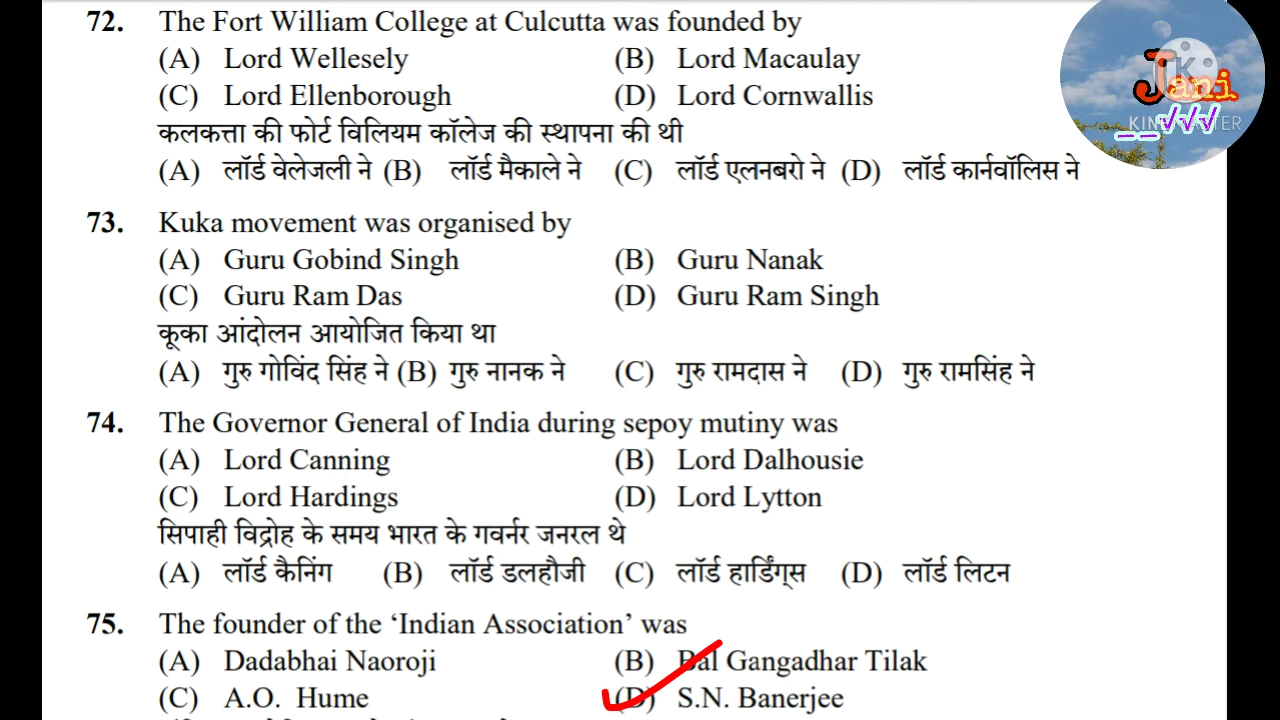 72. The Fort William College at Culcutta was founded by
(A) Lord Wellesely (B) Lord Macaulay
(C) Lord Ellenborough (D) Lord Cornwallis
कलकत्ता की फोर्ट विलियम कॉलेज की स्थापना की थी
(A) लॉर्ड वेलेजली ने (B) लॉर्ड मैकाले ने (C) लॉर्ड एलनबरो ने (D) लॉर्ड कार्नवॉलिस ने
73. Kuka movement was organised by
(A) Guru Gobind Singh (B) Guru Nanak
(C) Guru Ram Das (D) Guru Ram Singh
कूका आंदोलन आयोजित किया था
(A) गुरु गोविंद सिंह ने (B) गुरु नानक ने (C) गुरु रामदास ने (D) गुरु रामसिंह ने
74. The Governor General of India during sepoy mutiny was
(A) Lord Canning (B) Lord Dalhousie
(C) Lord Hardings (D) Lord Lytton
सिपाही विद्रोह के समय भारत के गवर्नर जनरल थे
(A) लॉर्ड कैनिंग (B) लॉर्ड डलहौजी (C) लॉर्ड हार्डिंग्स (D) लॉर्ड लिटन
75. The founder of the ‘Indian Association’ was
(A) Dadabhai Naoroji (B) Bal Gangadhar Tilak
(C) A.O. Hume (D) S.N. Banerjee
K
Jani